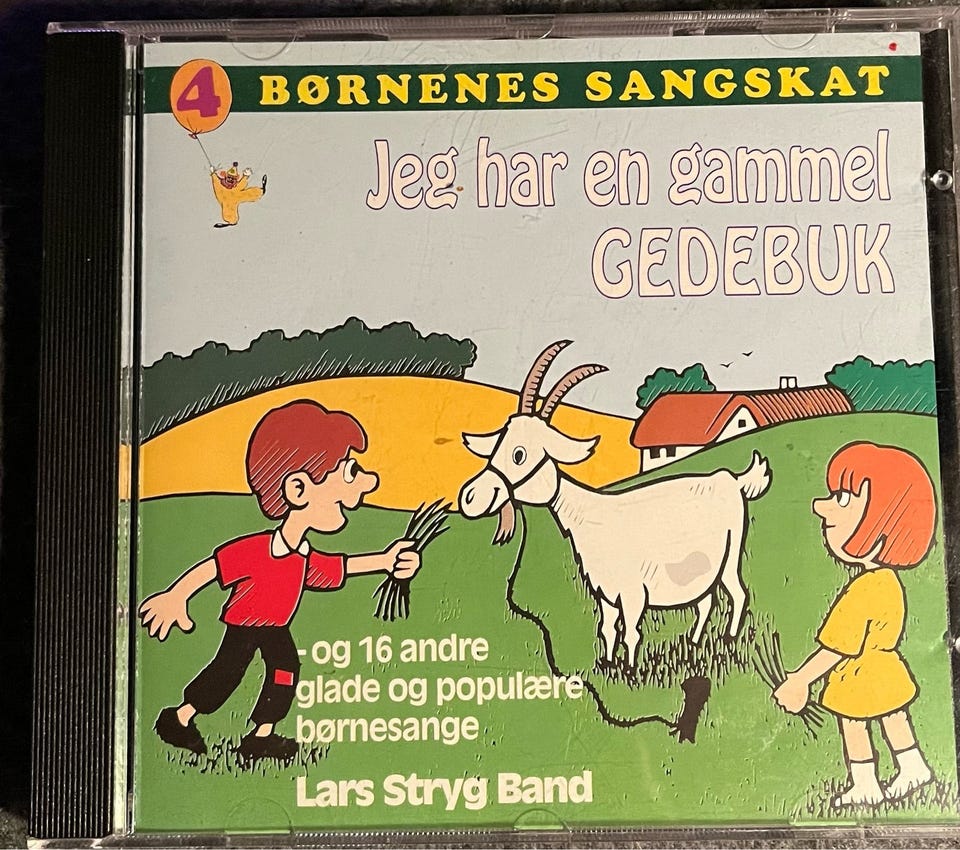 4 BØRNENES SANGSKAT
Jeg har en gammel
GEDEBUK
- og 16 andre
glade og populære
børnesange
Lars Stryg Band